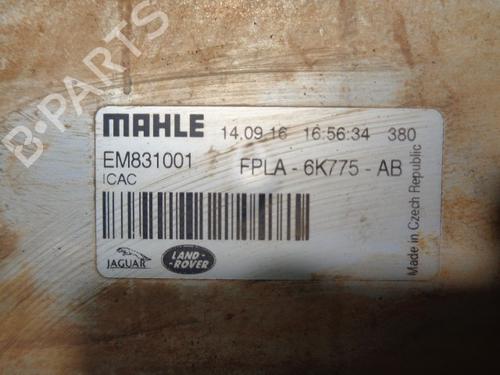 B-PARTS
MAHLE 14.09.16 16:56:34 380
EM831001 FPLA - 6K775 - AB
ICAC
JAGUAR LAND-ROVER
Made in Czech Republic